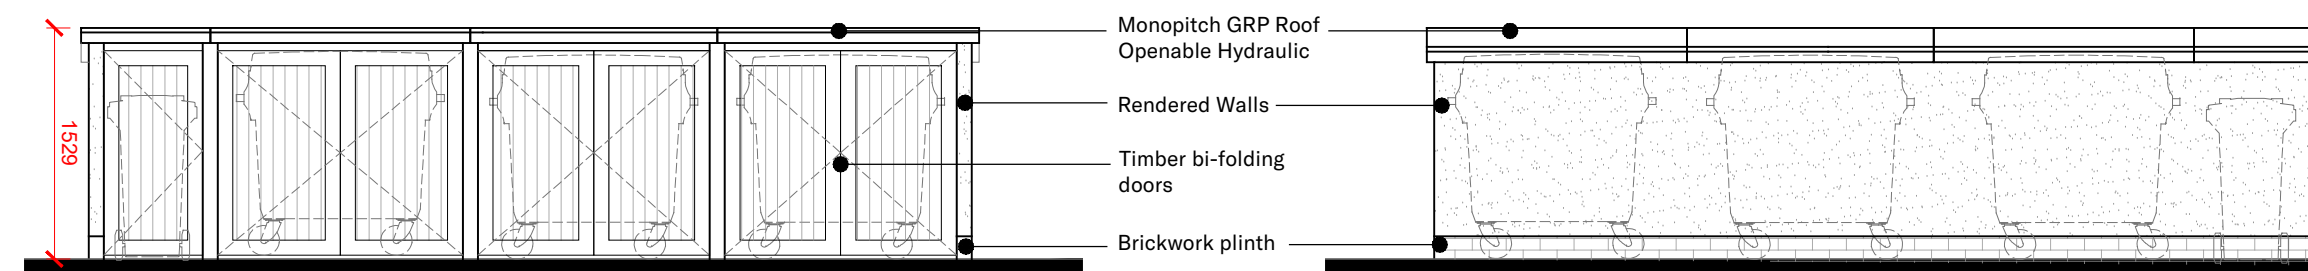 1529
Monopitch GRP Roof
Openable Hydraulic
Rendered Walls
Timber bi-folding
doors
Brickwork plinth